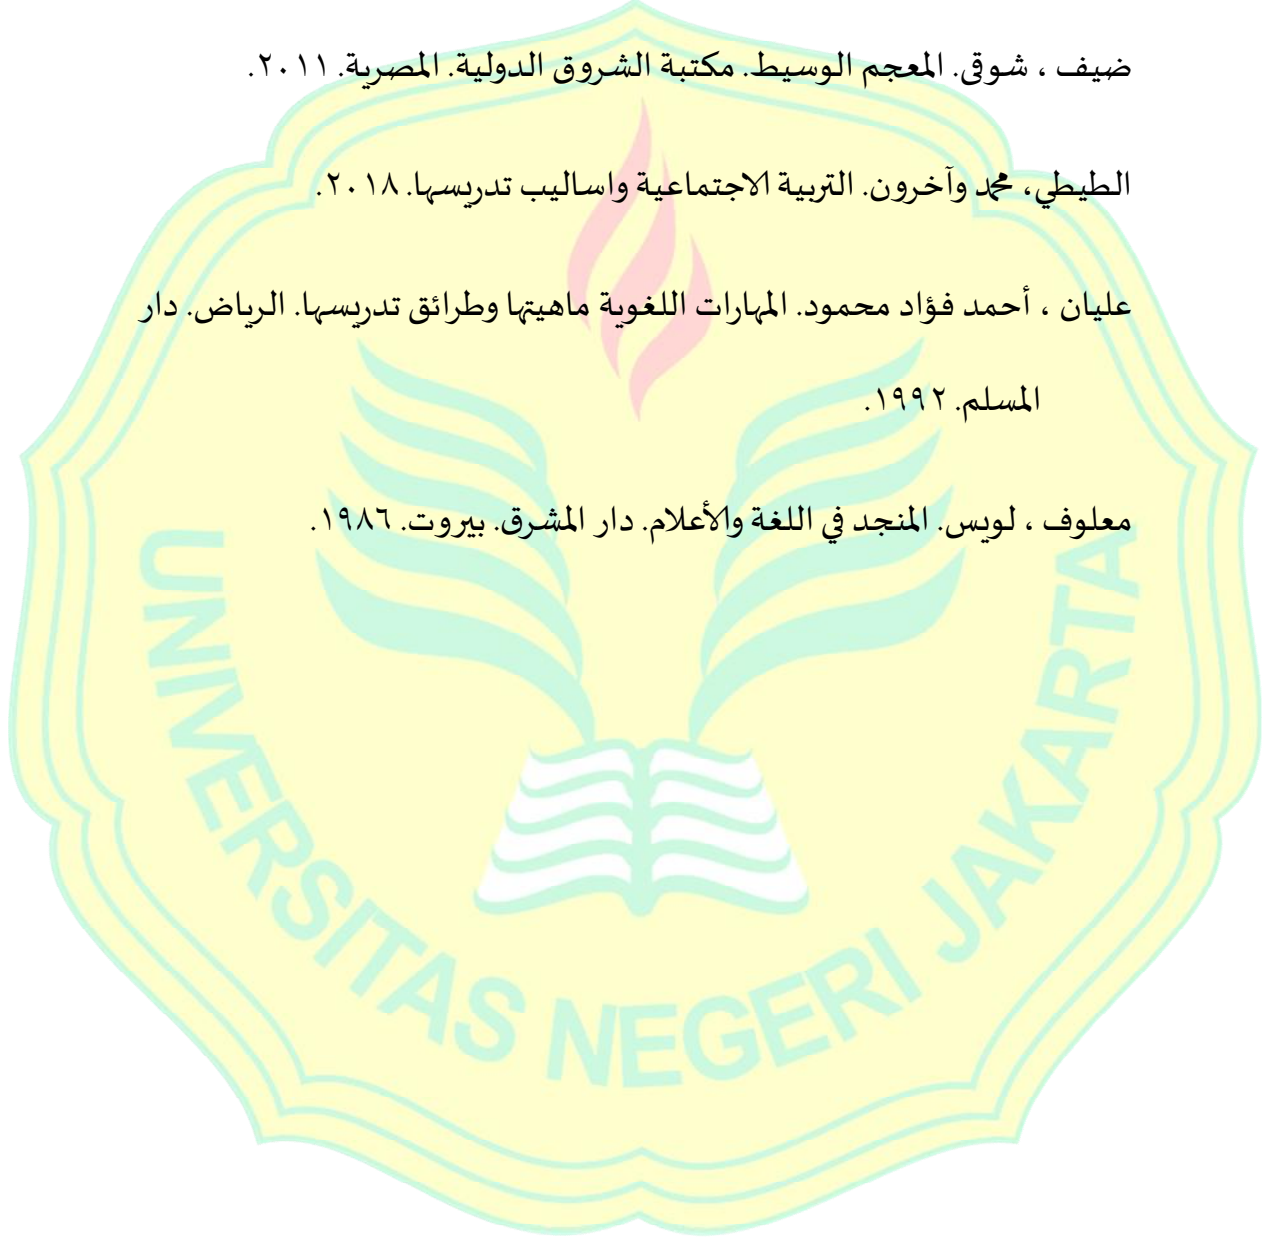 ضيف ، شوقى. المعجم الوسيط. مكتبة الشروق الدولية. المصرية. ٢٠١١.
الطيطي، محمد وآخرون. التربية الاجتماعية واساليب تدريسها. ٢٠١٨.
عليان ، أحمد فؤاد محمود. المهارات اللغوية ماهيتها وطرائق تدريسها. الرياض. دار
المسلم. ١٩٩٢.
معلوف ، لويس. المنجد في اللغة والأعلام. دار المشرق. بيروت. ١٩٨٦.
UNIVERSITAS NEGERI JAKARTA